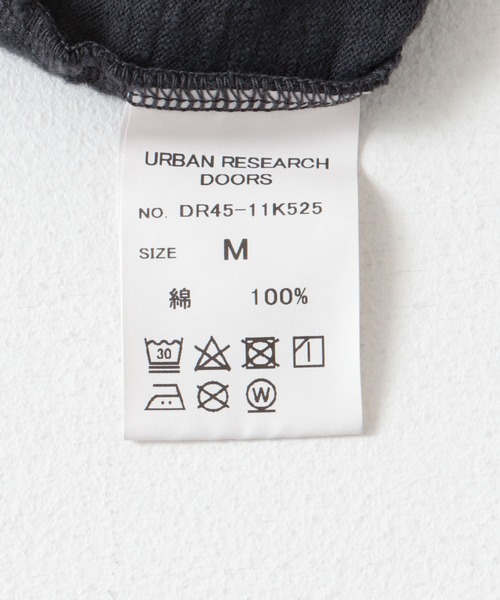 URBAN RESEARCH
DOORS
NO. DR45-11K525
SIZE M
綿 100%
30
W